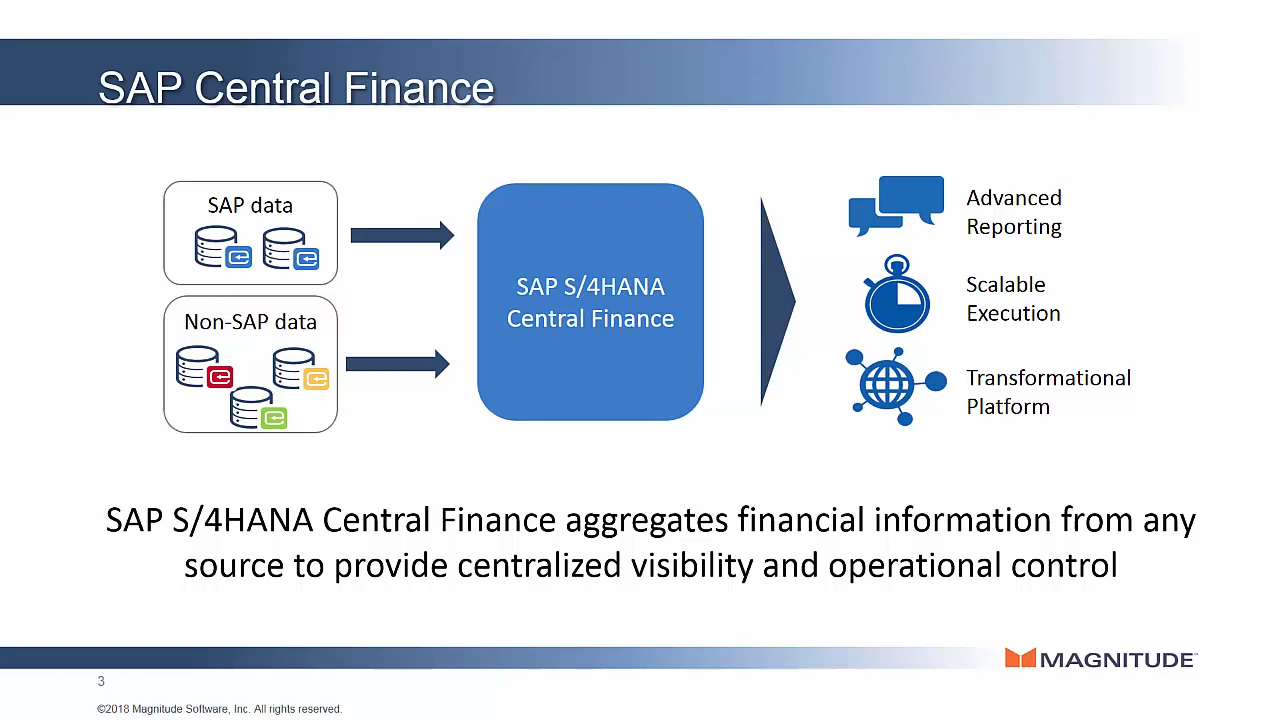 SAP Central Finance
SAP data
Non-SAP data
SAP S/4HANA
Central Finance
Advanced
Reporting
Scalable
Execution
Transformational
Platform
SAP S/4HANA Central Finance aggregates financial information from any
source to provide centralized visibility and operational control
MAGNITUDE
3
©2018 Magnitude Software, Inc. All rights reserved.